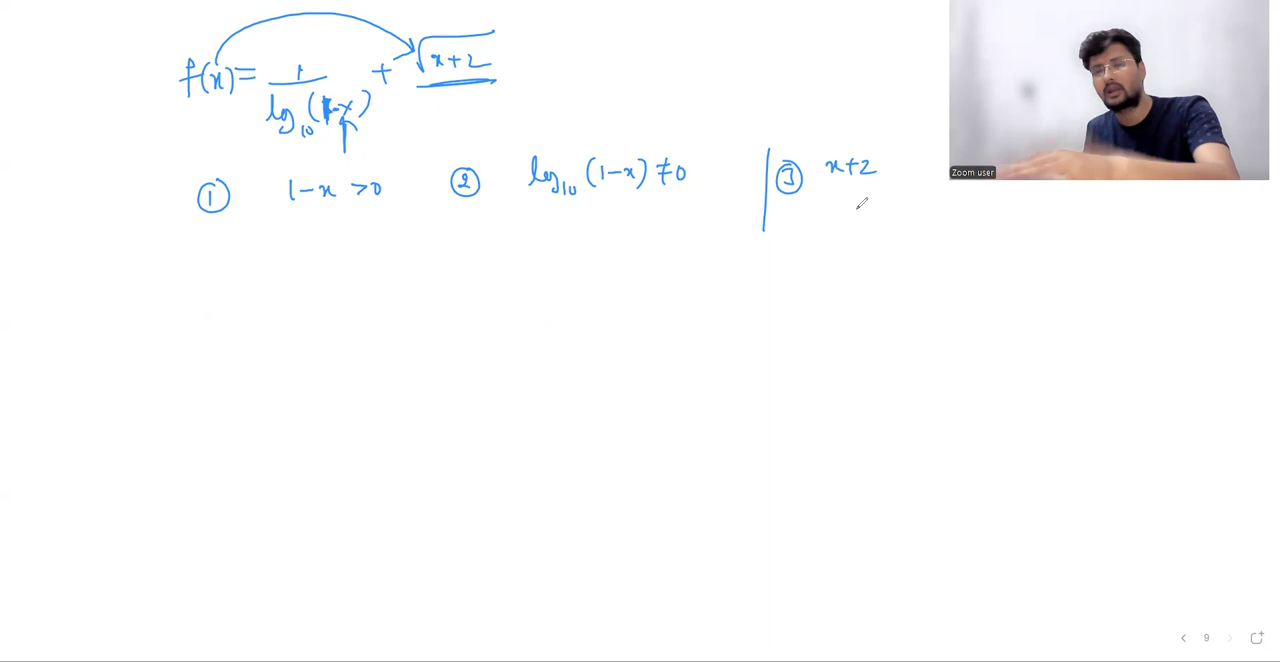 f(x) = 1/log₁₀(1-x) + √(x+2)
① 1-x >0 ② log₁₀(1-x) ≠0 ③ x+2
Zoom user
9